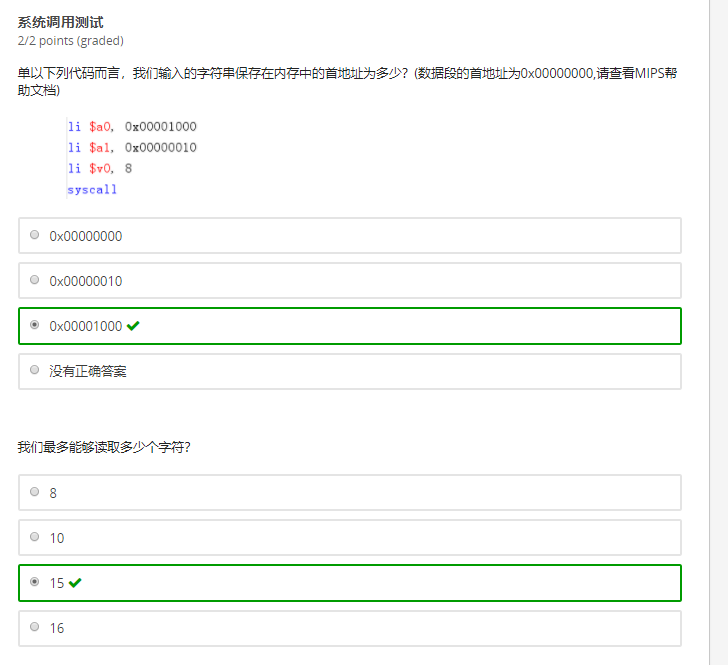 系统调用测试
2/2 points (graded)
单以下列代码而言，我们输入的字符串保存在内存中的首地址为多少？(数据段的首地址为0x00000000,请查看MIPS帮
助文档)
li $a0, 0x00001000
li $a1, 0x00000010
li $v0, 8
syscall
0x00000000
0x00000010
0x00001000
没有正确答案
我们最多能够读取多少个字符？
8
10
15
16